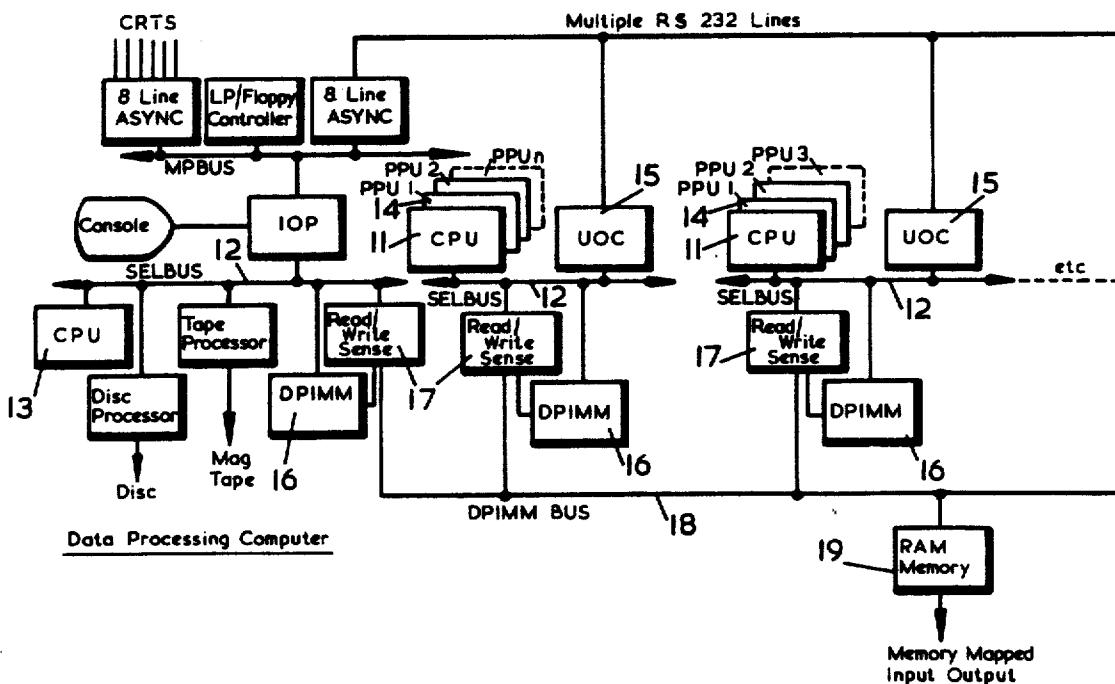 CRTS
Multiple RS 232 Lines
8 Line
ASYNC
LP/Floppy
Controller
8 Line
ASYNC
MPBUS
PPU 1
PPU 2
PPUn
14
11
CPU
15
UOC
PPU 1
PPU 2
PPU 3
14
11
CPU
15
UOC
Console
IOP
SELBUS
12
SELBUS
12
SELBUS
12
etc
CPU
13
Disc
Processor
Disc
Tape
Processor
Mag
Tape
DPIMM
16
Read/
Write
Sense
17
Read/
Write
Sense
DPIMM
16
17
Read/
Write
Sense
DPIMM
16
DPIMM BUS
18
Data Processing Computer
19
RAM
Memory
Memory Mapped
Input Output